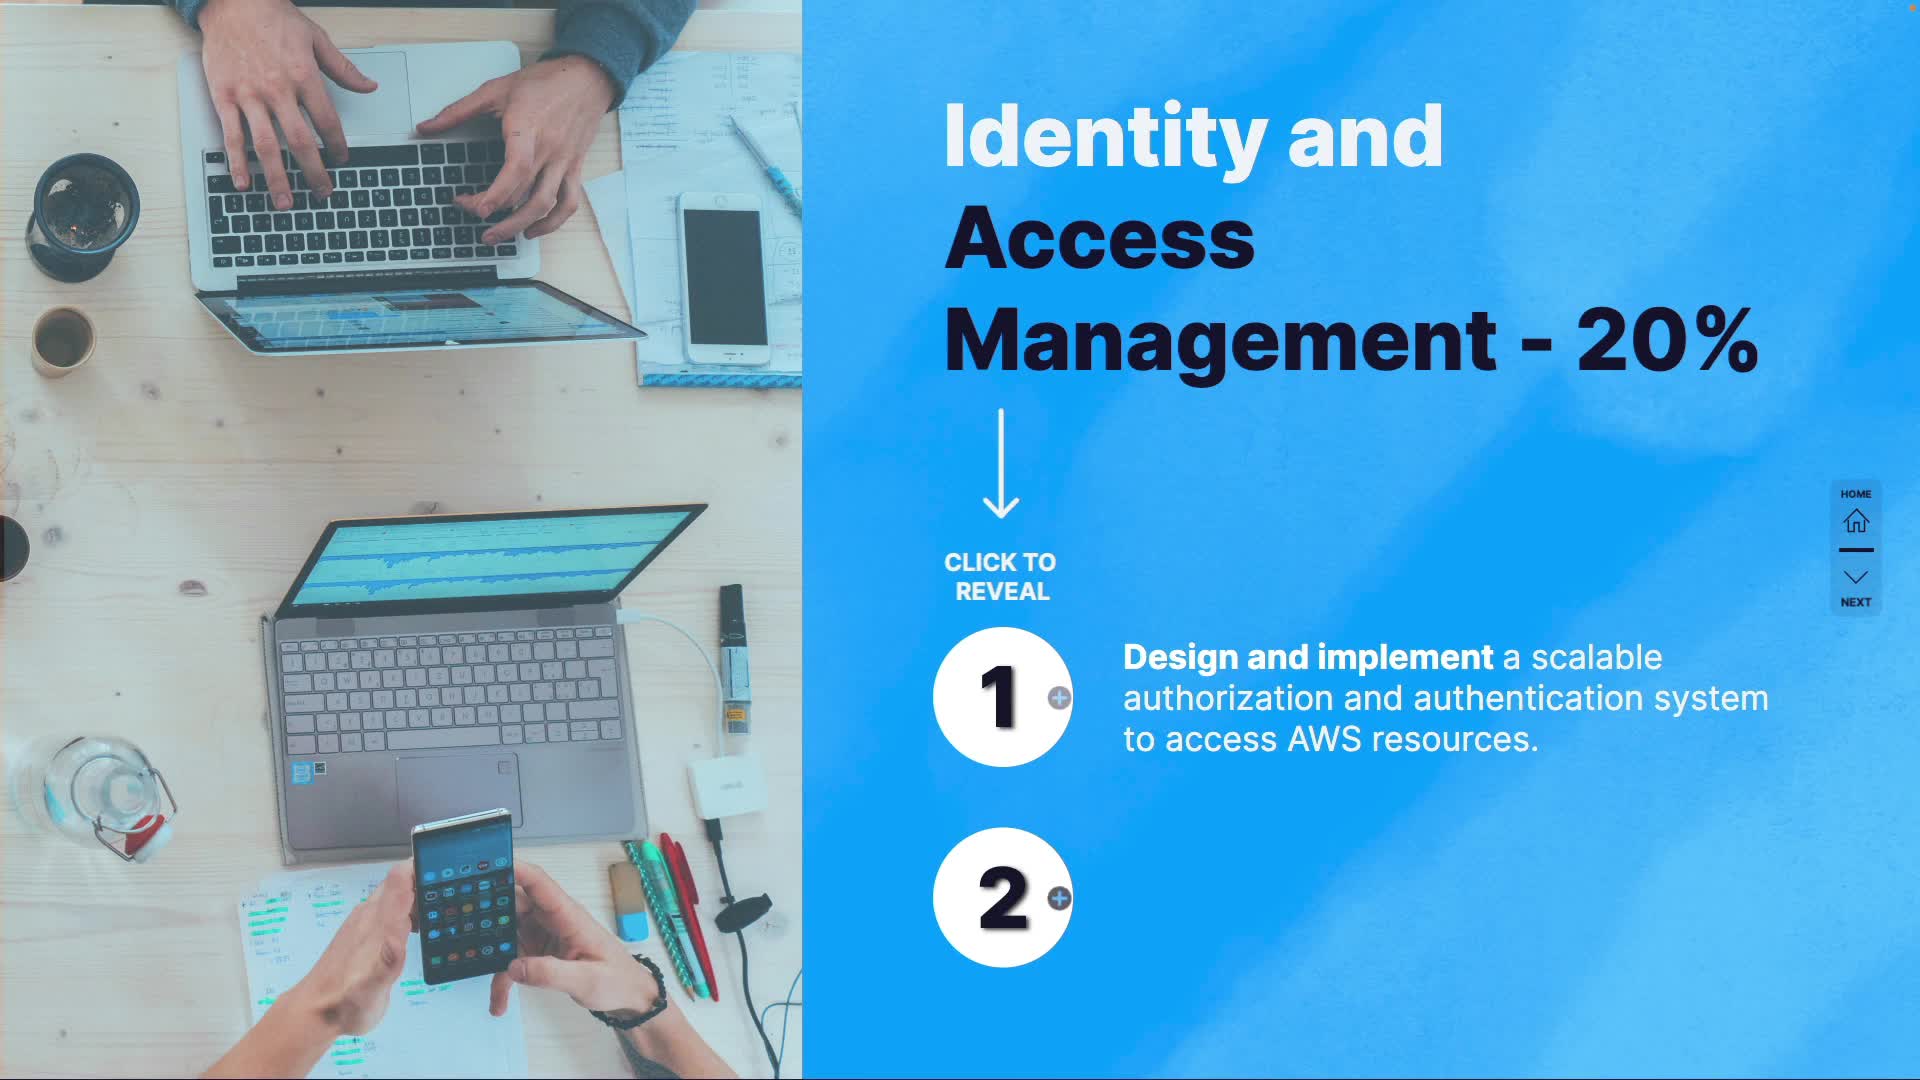 Identity and
Access
Management - 20%
CLICK TO
REVEAL
1
Design and implement a scalable
authorization and authentication system
to access AWS resources.
2
HOME
NEXT